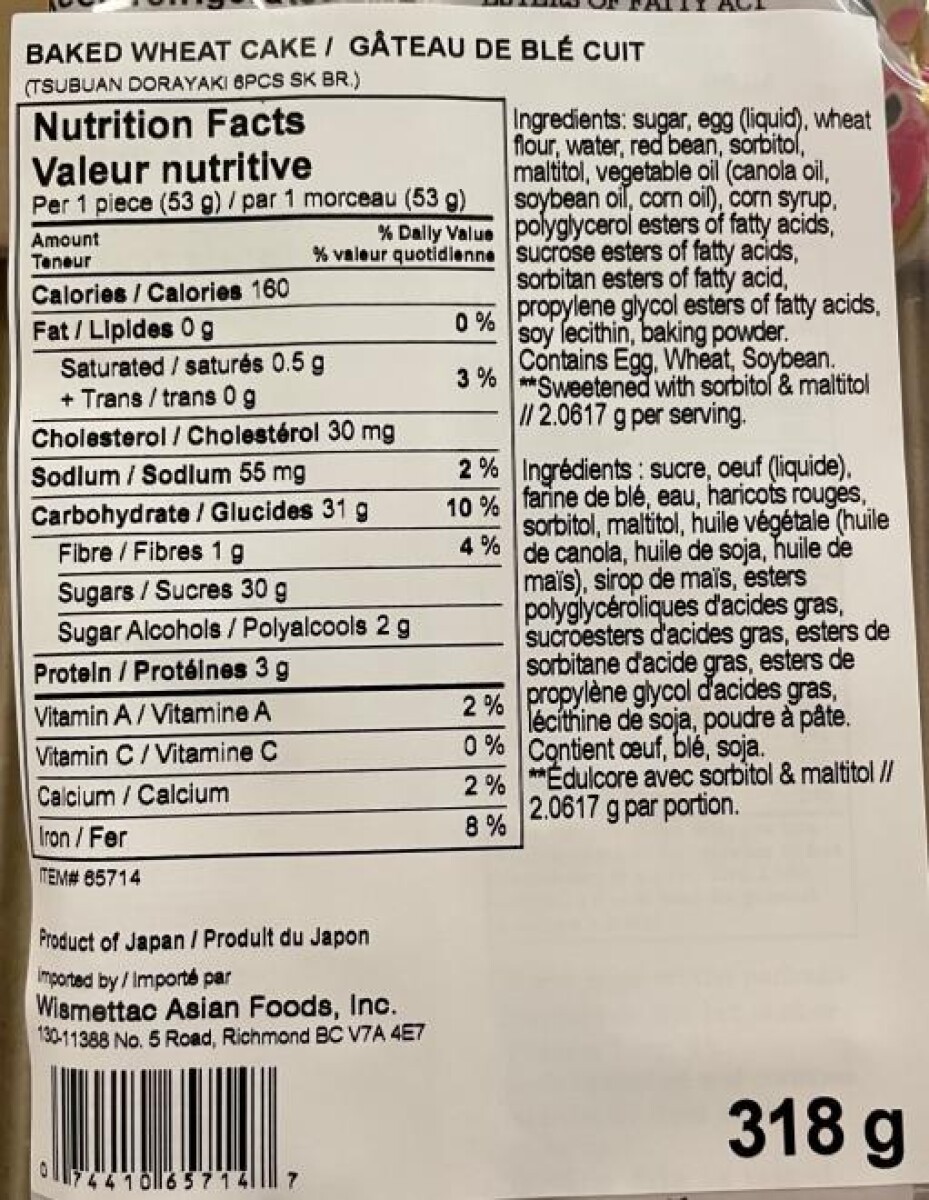 ESTERS OF FATTY ACI
BAKED WHEAT CAKE / GÂTEAU DE BLÉ CUIT
(TSUBUAN DORAYAKI 6PCS SK BR.)
Nutrition Facts
Valeur nutritive
Per 1 piece (53 g) / par 1 morceau (53 g)
Amount % Daily Value
Teneur % valeur quotidienne
Calories / Calories 160
Fat / Lipides 0 g 0 %
Saturated / saturés 0.5 g
+ Trans / trans 0 g 3 %
Cholesterol / Cholestérol 30 mg
Sodium / Sodium 55 mg 2 %
Carbohydrate / Glucides 31 g 10 %
Fibre / Fibres 1 g 4 %
Sugars / Sucres 30 g
Sugar Alcohols / Polyalcools 2 g
Protein / Protéines 3 g
Vitamin A / Vitamine A 2 %
Vitamin C / Vitamine C 0 %
Calcium / Calcium 2 %
Iron / Fer 8 %
Ingredients: sugar, egg (liquid), wheat
flour, water, red bean, sorbitol,
maltitol, vegetable oil (canola oil,
soybean oil, corn oil), corn syrup,
polyglycerol esters of fatty acids,
sucrose esters of fatty acids,
sorbitan esters of fatty acid,
propylene glycol esters of fatty acids,
soy lecithin, baking powder.
Contains Egg, Wheat, Soybean.
**Sweetened with sorbitol & maltitol
// 2.0617 g per serving.
Ingrédients : sucre, oeuf (liquide),
farine de blé, eau, haricots rouges,
sorbitol, maltitol, huile végétale (huile
de canola, huile de soja, huile de
maïs), sirop de maïs, esters
polyglycéroliques d'acides gras,
sucroesters d'acides gras, esters de
sorbitane d'acide gras, esters de
propylène glycol d'acides gras,
lécithine de soja, poudre à pâte.
Contient œuf, blé, soja.
**Édulcore avec sorbitol & maltitol //
2.0617 g par portion.
ITEM# 65714
Product of Japan / Produit du Japon
Imported by / Importé par
Wismettac Asian Foods, Inc.
130-11388 No. 5 Road, Richmond BC V7A 4E7
0 74410 65714 7
318 g